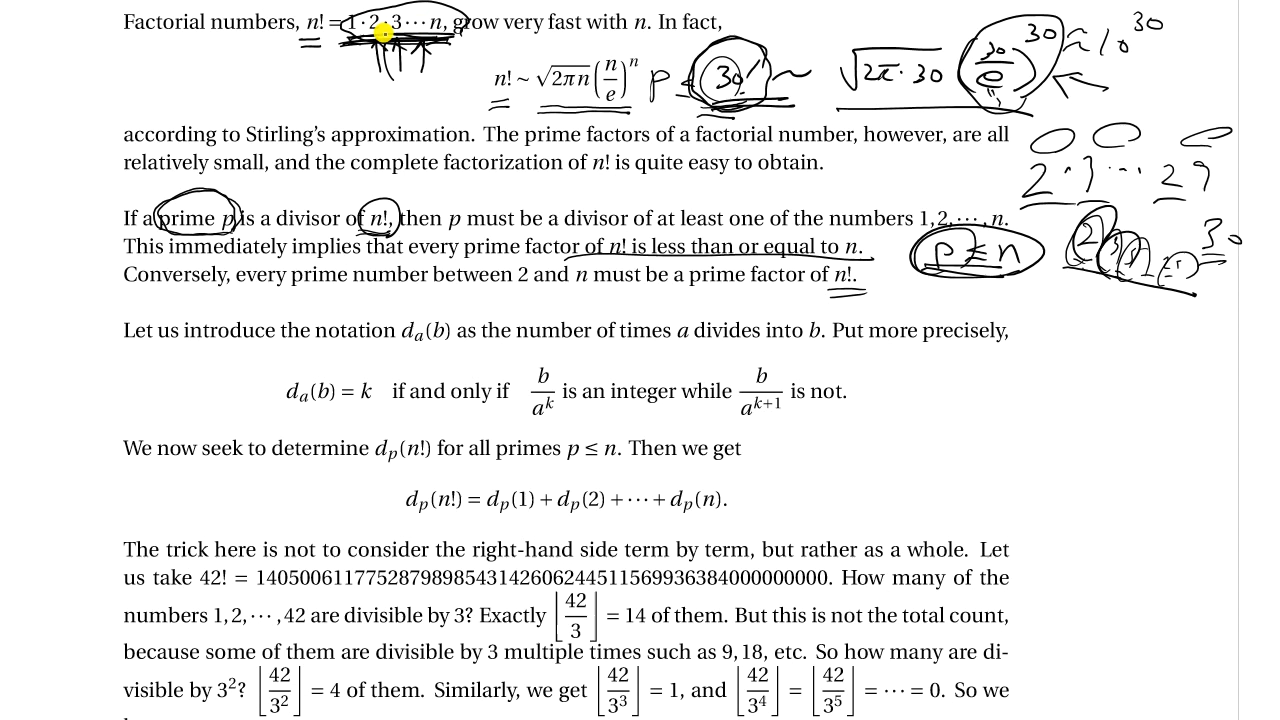 Factorial numbers, n! = 1 · 2 · 3 ··· n, grow very fast with n. In fact,
n! ~ √2πn (n/e)^n p ≤ 30! ~ √2π·30 (30/e)^30 ≈ 10^30
according to Stirling's approximation. The prime factors of a factorial number, however, are all
relatively small, and the complete factorization of n! is quite easy to obtain.
2 · 3 ··· 29
If a prime p is a divisor of n!, then p must be a divisor of at least one of the numbers 1,2,··· ,n.
This immediately implies that every prime factor of n! is less than or equal to n. p ≤ n 30
Conversely, every prime number between 2 and n must be a prime factor of n!.
Let us introduce the notation d_a(b) as the number of times a divides into b. Put more precisely,
d_a(b) = k if and only if b/a^k is an integer while b/a^{k+1} is not.
We now seek to determine d_p(n!) for all primes p ≤ n. Then we get
d_p(n!) = d_p(1) + d_p(2) + ··· + d_p(n).
The trick here is not to consider the right-hand side term by term, but rather as a whole. Let
us take 42! = 1405006117752879898543142606244511569936384000000000. How many of the
numbers 1,2,··· ,42 are divisible by 3? Exactly ⌊42/3⌋ = 14 of them. But this is not the total count,
because some of them are divisible by 3 multiple times such as 9,18, etc. So how many are di-
visible by 3²? ⌊42/3²⌋ = 4 of them. Similarly, we get ⌊42/3³⌋ = 1, and ⌊42/3⁴⌋ = ⌊42/3⁵⌋ = ··· = 0. So we